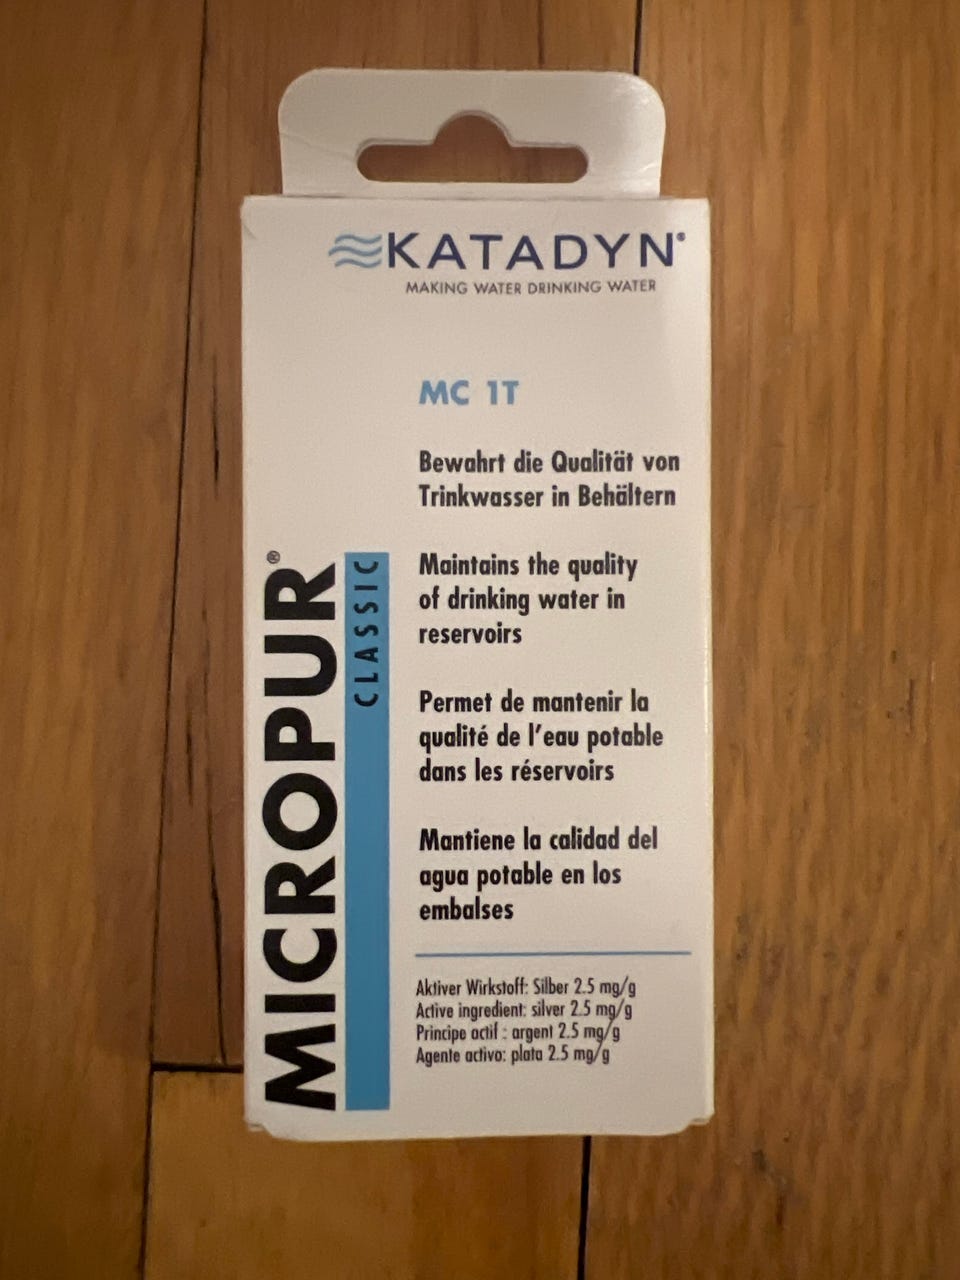 KATADYN®
MAKING WATER DRINKING WATER
MC 1T
Bewahrt die Qualität von
Trinkwasser in Behältern
Maintains the quality
of drinking water in
reservoirs
Permet de mantenir la
qualité de l'eau potable
dans les réservoirs
Mantiene la calidad del
agua potable en los
embalses
Aktiver Wirkstoff: Silber 2.5 mg/g
Active ingredient: silver 2.5 mg/g
Principe actif : argent 2.5 mg/g
Agente activo: plata 2.5 mg/g
MICROPUR®
CLASSIC